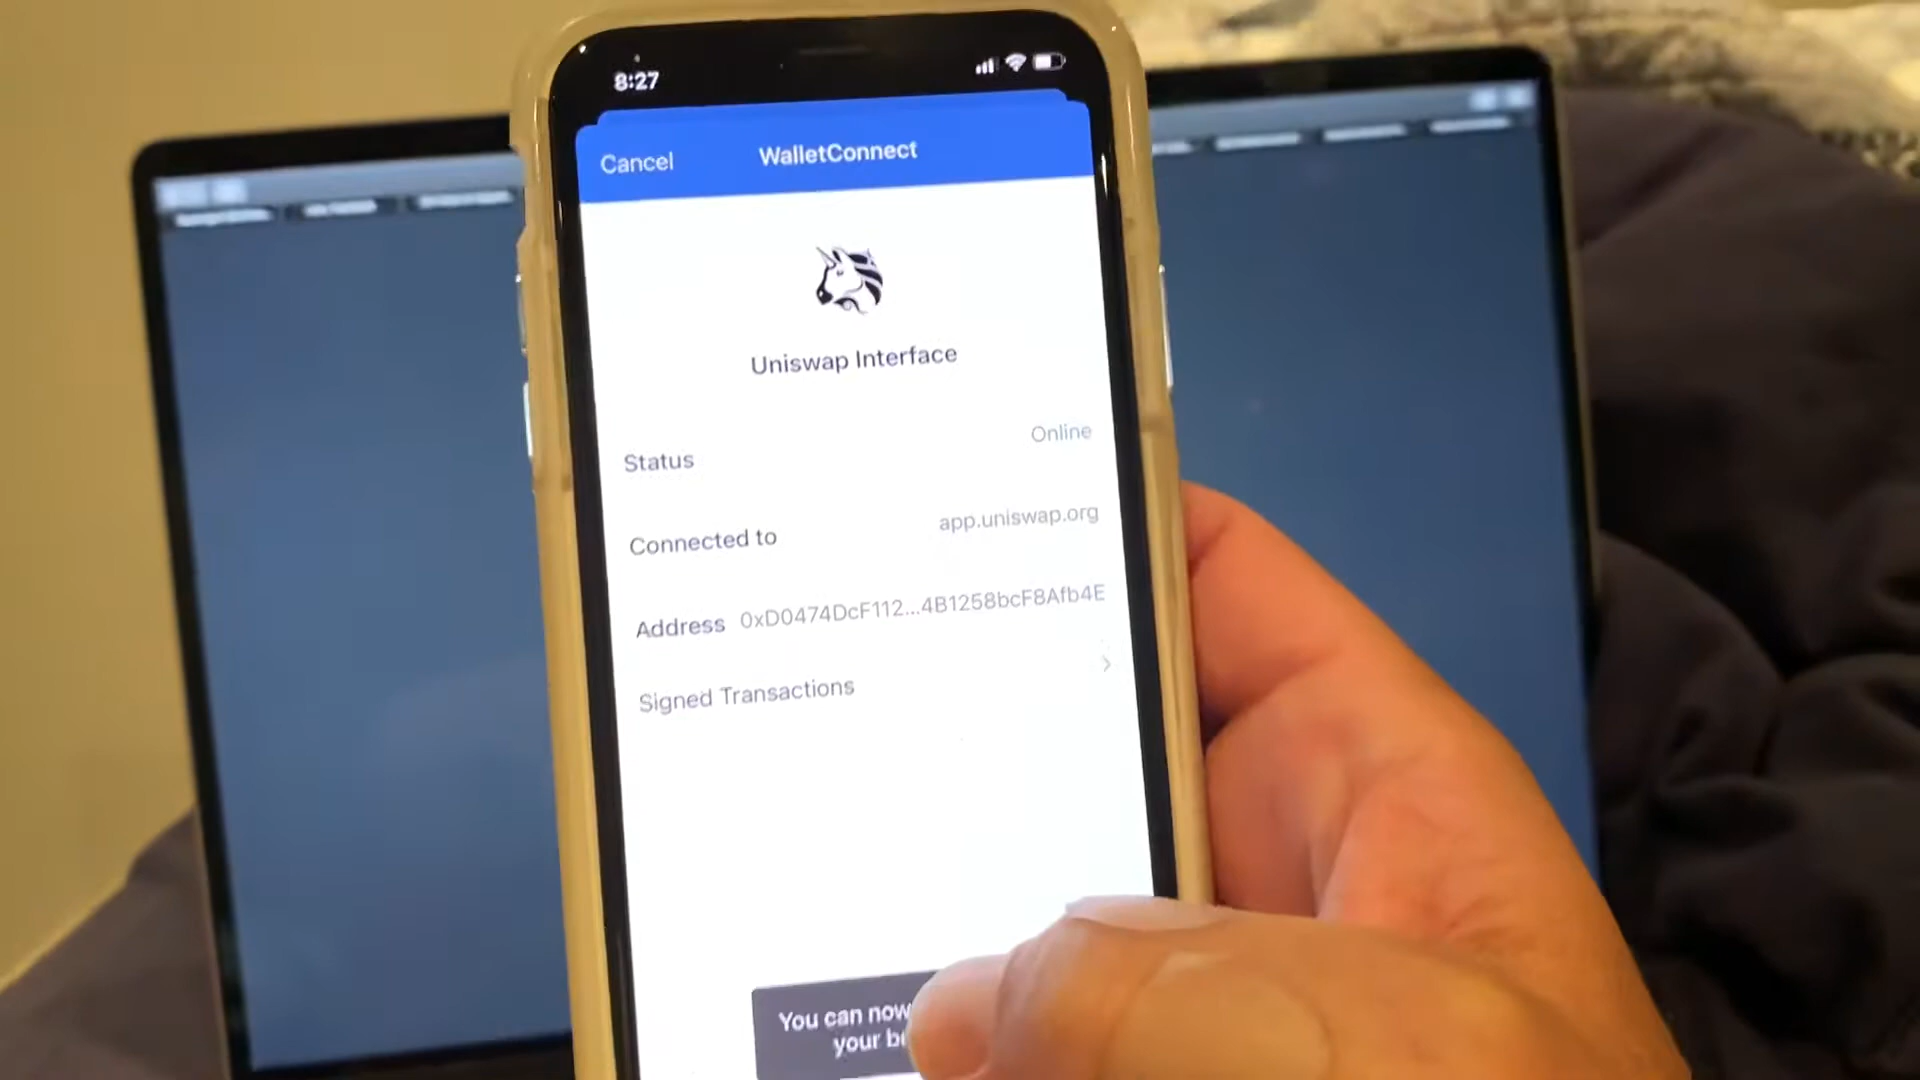 8:27
Cancel
WalletConnect
Uniswap Interface
Status
Online
Connected to
app.uniswap.org
Address
0xD0474DcF112...4B1258bcF8Afb4E
Signed Transactions
You can now
your